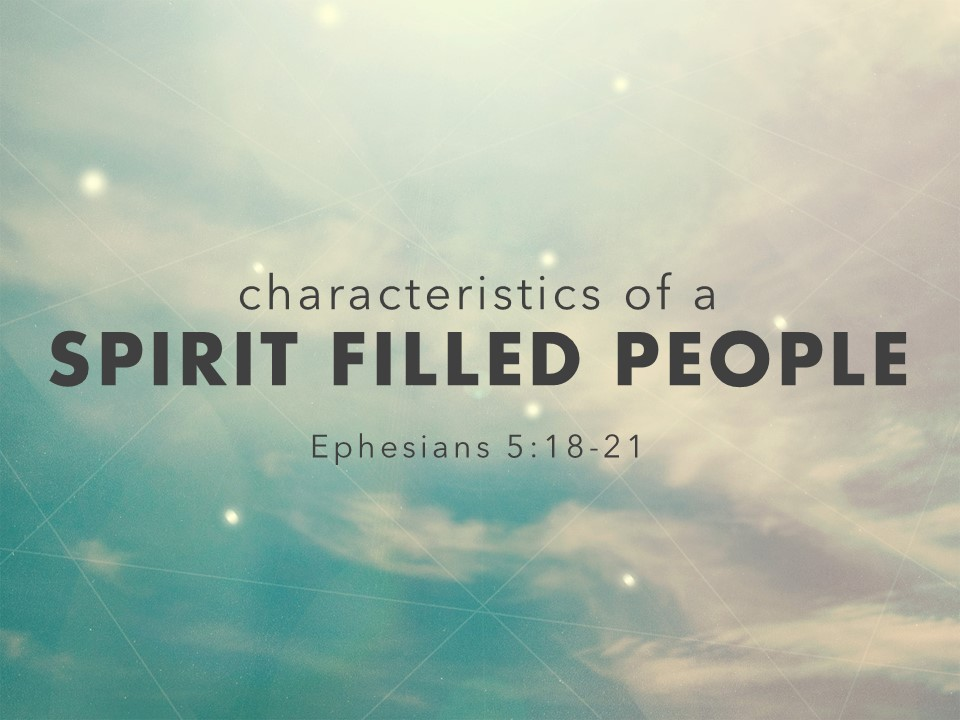 characteristics of a
SPIRIT FILLED PEOPLE
Ephesians 5:18-21